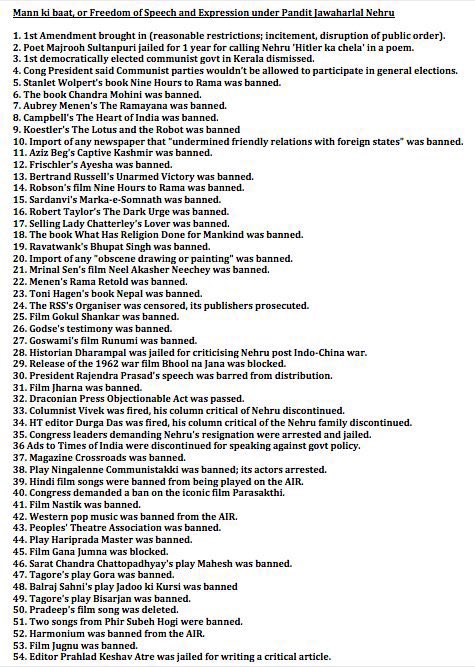 Mann ki baat, or Freedom of Speech and Expression under Pandit Jawaharlal Nehru
1. 1st Amendment brought in (reasonable restrictions; incitement, disruption of public order).
2. Poet Majrooh Sultanpuri jailed for 1 year for calling Nehru 'Hitler ka chela' in a poem.
3. 1st democratically elected communist govt in Kerala dismissed.
4. Cong President said Communist parties wouldn't be allowed to participate in general elections.
5. Stanlet Wolpert's book Nine Hours to Rama was banned.
6. The book Chandra Mohini was banned.
7. Aubrey Menen's The Ramayana was banned.
8. Campbell's The Heart of India was banned.
9. Koestler's The Lotus and the Robot was banned
10. Import of any newspaper that "undermined friendly relations with foreign states" was banned.
11. Aziz Beg's Captive Kashmir was banned.
12. Frischler's Ayesha was banned.
13. Bertrand Russell's Unarmed Victory was banned.
14. Robson's film Nine Hours to Rama was banned.
15. Sardanvi's Marka-e-Somnath was banned.
16. Robert Taylor's The Dark Urge was banned.
17. Selling Lady Chatterley's Lover was banned.
18. The book What Has Religion Done for Mankind was banned.
19. Ravatwank's Bhupat Singh was banned.
20. Import of any "obscene drawing or painting" was banned.
21. Mrinal Sen's film Neel Akasher Neechey was banned.
22. Menen's Rama Retold was banned.
23. Toni Hagen's book Nepal was banned.
24. The RSS's Organiser was censored, its publishers prosecuted.
25. Film Gokul Shankar was banned.
26. Godse's testimony was banned.
27. Goswami's film Runumi was banned.
28. Historian Dharampal was jailed for criticising Nehru post Indo-China war.
29. Release of the 1962 war film Bhool na Jana was blocked.
30. President Rajendra Prasad's speech was barred from distribution.
31. Film Jharna was banned.
32. Draconian Press Objectionable Act was passed.
33. Columnist Vivek was fired, his column critical of Nehru discontinued.
34. HT editor Durga Das was fired, his column critical of the Nehru family discontinued.
35. Congress leaders demanding Nehru's resignation were arrested and jailed.
36 Ads to Times of India were discontinued for speaking against govt policy.
37. Magazine Crossroads was banned.
38. Play Ningalenne Communistakki was banned; its actors arrested.
39. Hindi film songs were banned from being played on the AIR.
40. Congress demanded a ban on the iconic film Parasakthi.
41. Film Nastik was banned.
42. Western pop music was banned from the AIR.
43. Peoples' Theatre Association was banned.
44. Play Hariprada Master was banned.
45. Film Gana Jumna was blocked.
46. Sarat Chandra Chattophadhyay's play Mahesh was banned.
47. Tagore's play Gora was banned.
48. Balraj Sahni's play Jadoo ki Kursi was banned
49. Tagore's play Bisarjan was banned.
50. Pradeep's film song was deleted.
51. Two songs from Phir Subeh Hogi were banned.
52. Harmonium was banned from the AIR.
53. Film Jugnu was banned.
54. Editor Prahlad Keshav Atre was jailed for writing a critical article.